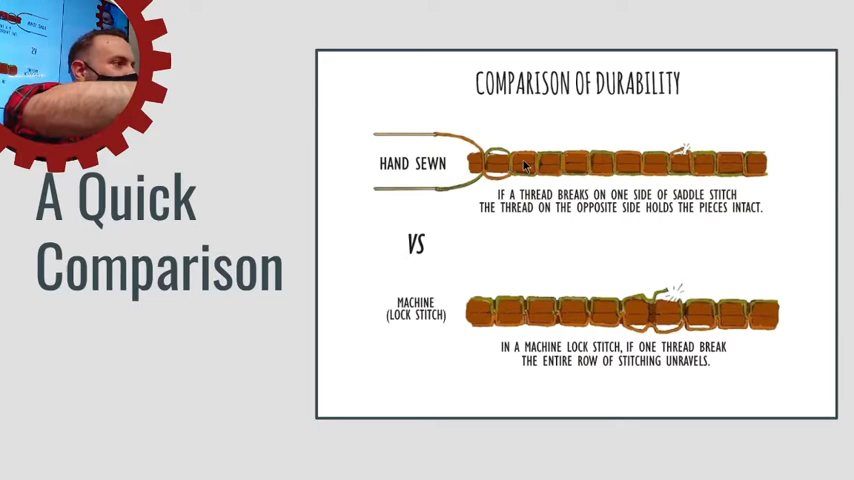 A Quick
Comparison
COMPARISON OF DURABILITY
HAND SEWN
IF A THREAD BREAKS ON ONE SIDE OF SADDLE STITCH
THE THREAD ON THE OPPOSITE SIDE HOLDS THE PIECES INTACT.
VS
MACHINE
(LOCK STITCH)
IN A MACHINE LOCK STITCH, IF ONE THREAD BREAK
THE ENTIRE ROW OF STITCHING UNRAVELS.